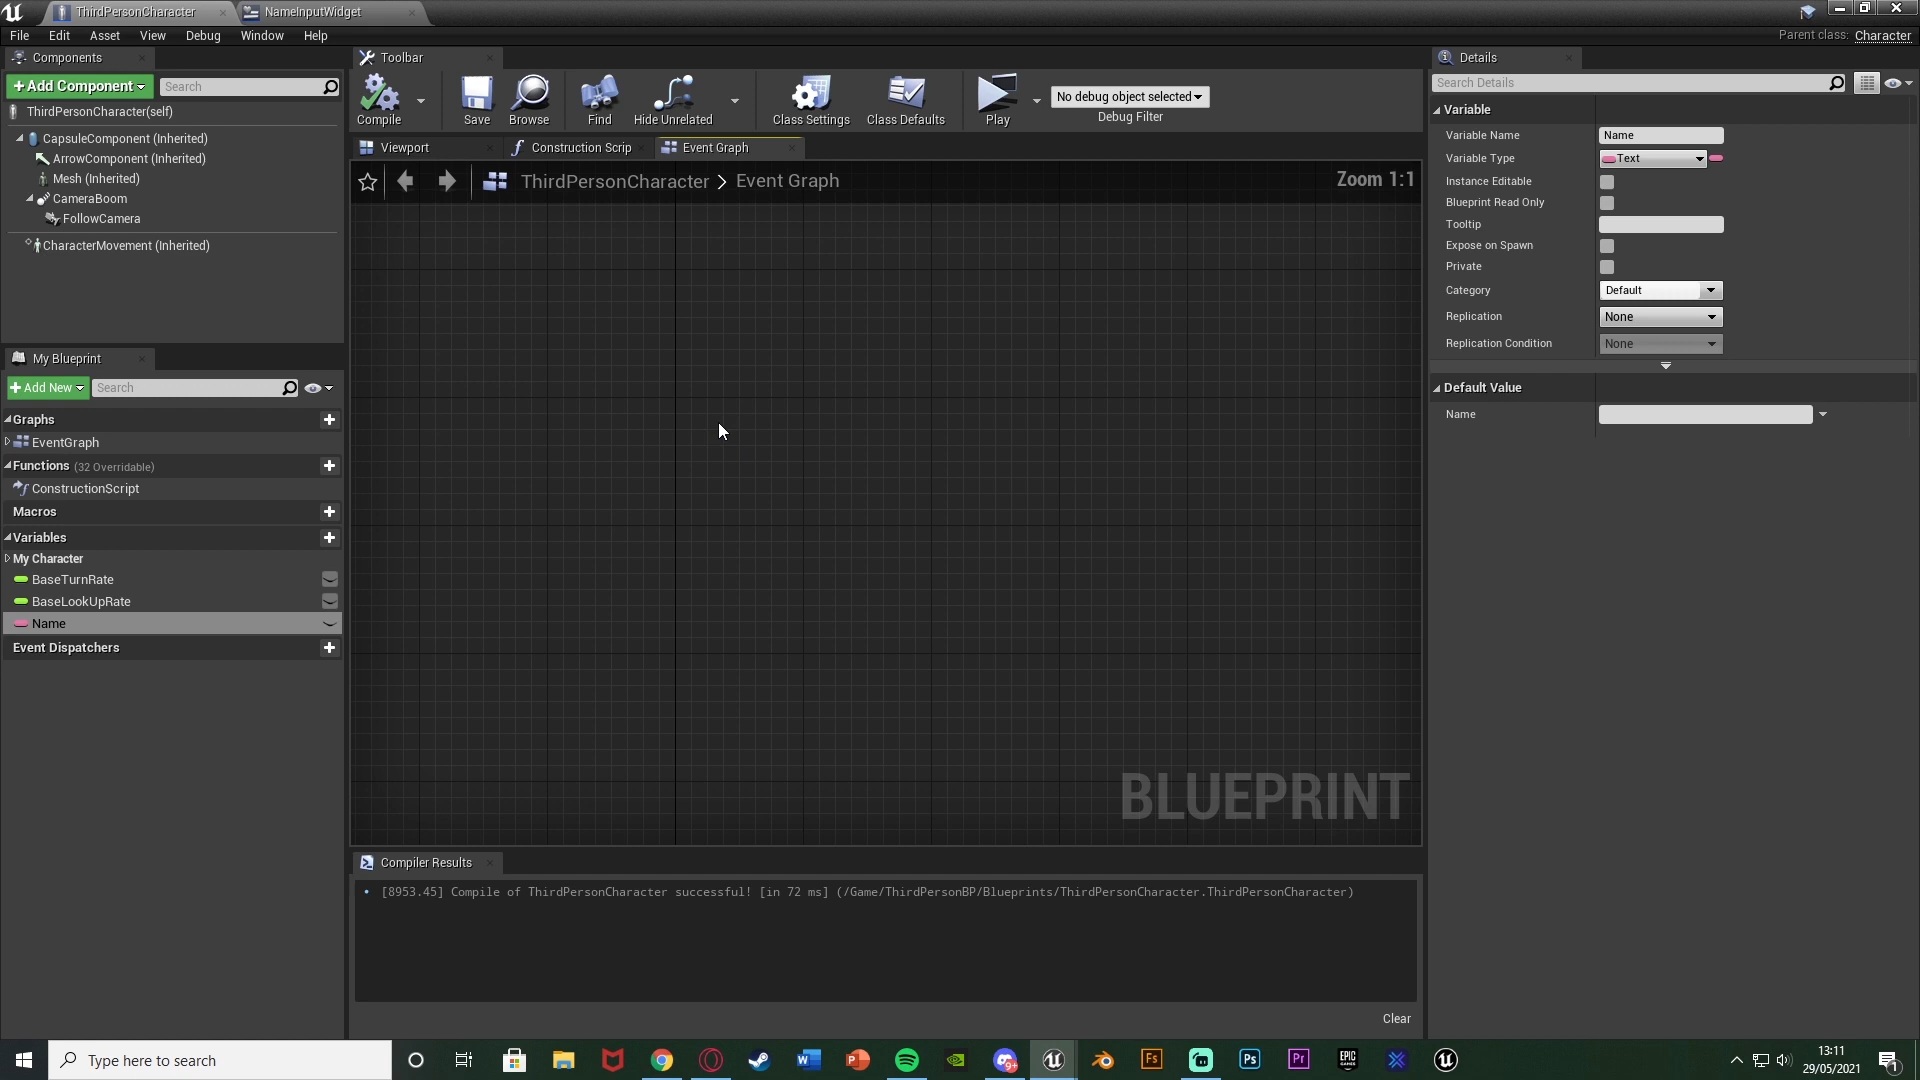 ThirdPersonCharacter
NameInputWidget
File Edit Asset View Debug Window Help
Parent class: Character
Components
+Add Component
Search
ThirdPersonCharacter(self)
CapsuleComponent (Inherited)
ArrowComponent (Inherited)
Mesh (Inherited)
CameraBoom
FollowCamera
CharacterMovement (Inherited)
My Blueprint
+Add New
Search
Graphs
EventGraph
Functions (32 Overridable)
ConstructionScript
Macros
Variables
My Character
BaseTurnRate
BaseLookUpRate
Name
Event Dispatchers
Toolbar
Compile
Save
Browse
Find
Hide Unrelated
Class Settings
Class Defaults
Play
No debug object selected
Debug Filter
Viewport
Construction Scrip
Event Graph
ThirdPersonCharacter > Event Graph
Zoom 1:1
BLUEPRINT
Compiler Results
• [8953.45] Compile of ThirdPersonCharacter successful! [in 72 ms] (/Game/ThirdPersonBP/Blueprints/ThirdPersonCharacter.ThirdPersonCharacter)
Clear
Details
Search Details
Variable
Variable Name Name
Variable Type Text
Instance Editable
Blueprint Read Only
Tooltip
Expose on Spawn
Private
Category Default
Replication None
Replication Condition None
Default Value
Name
Type here to search
13:11
29/05/2021